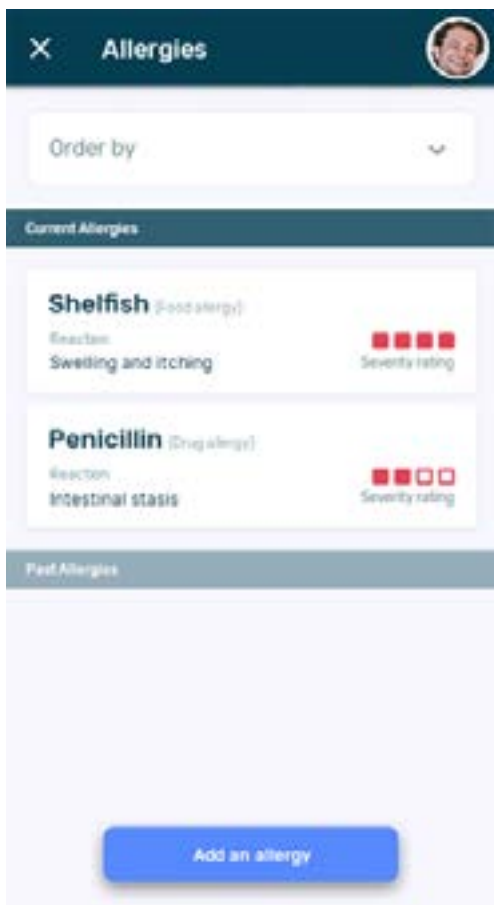 Allergies
Order by
Current Allergies
Shelfish (Food alergy)
Reaction
Swelling and itching
Severity rating
Penicillin (Drug allergy)
Reaction
Intestinal stasis
Severity rating
Past Allergies
Add an allergy